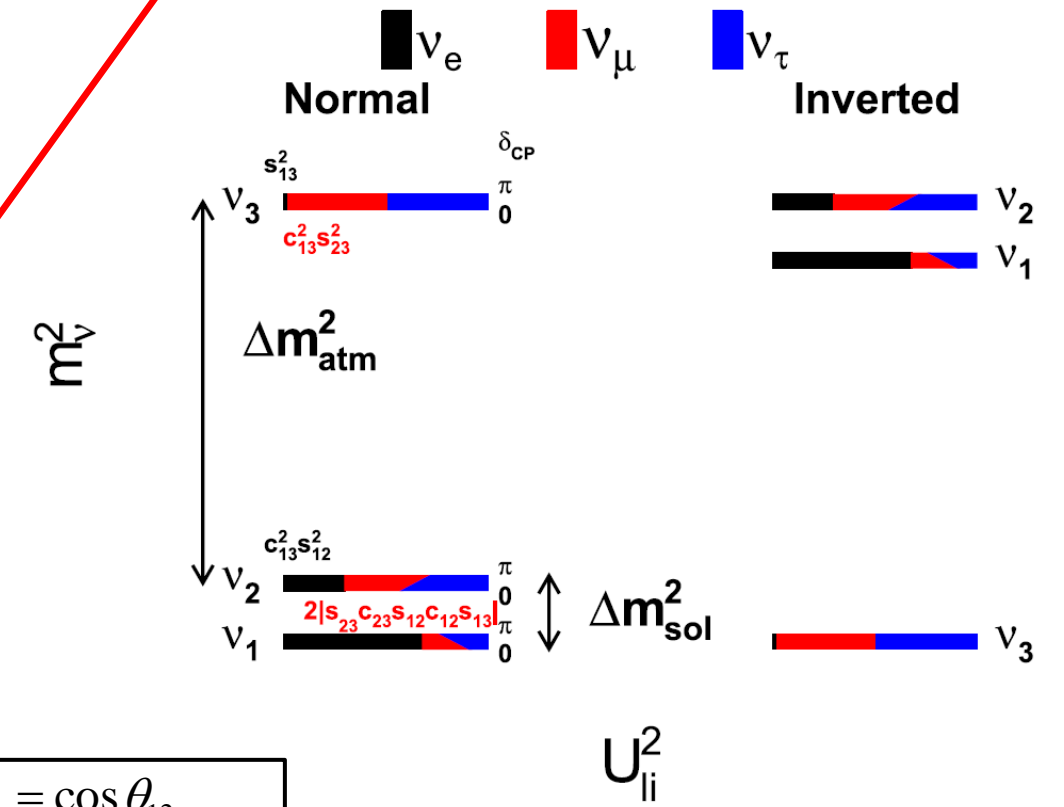 νe νμ ντ
Normal Inverted
δCP
s²13
ν3 π 0 ν2
c²13s²23
ν1
m²ν
Δm²atm
c²13s²12
ν2 π 0
2|s23c23s12c12s13|
Δm²sol
ν1 π 0 ν3
U²li
= cos θ